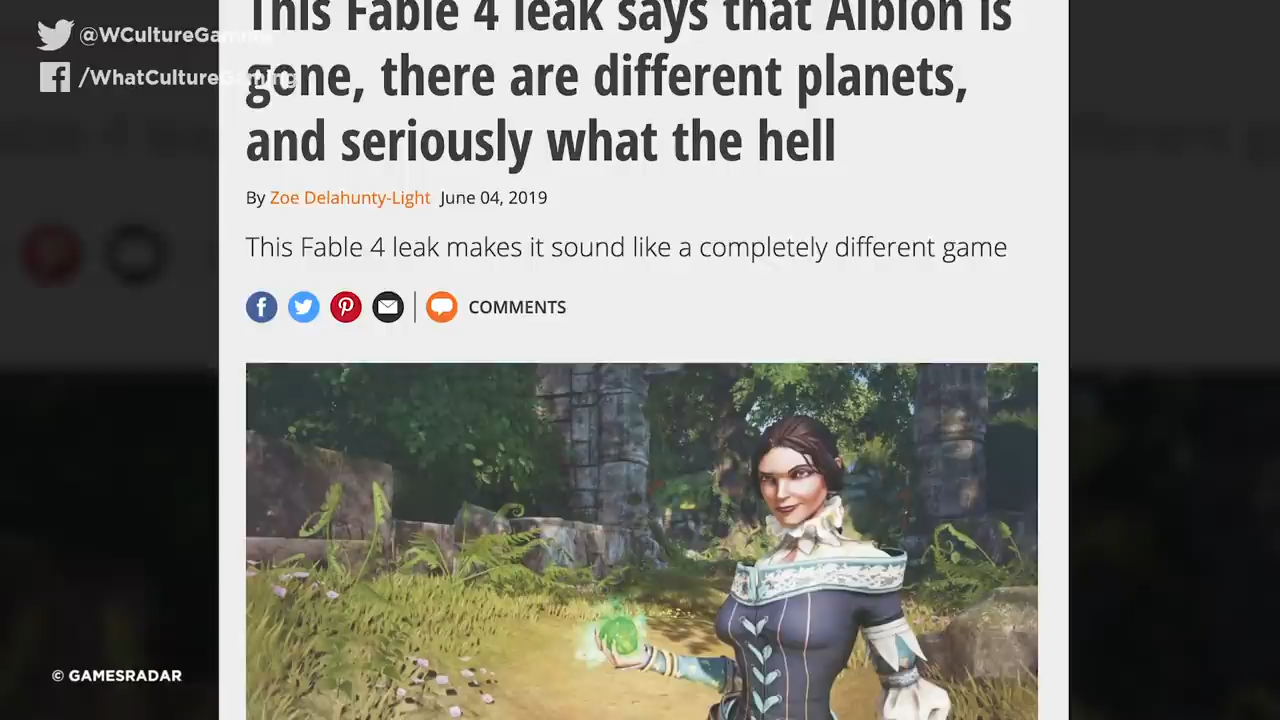 This Fable 4 leak says that Albion is
@WCultureGaming
/WhatCultureGaming
gone, there are different planets,
and seriously what the hell
By Zoe Delahunty-Light June 04, 2019
This Fable 4 leak makes it sound like a completely different game
COMMENTS
© GAMESRADAR